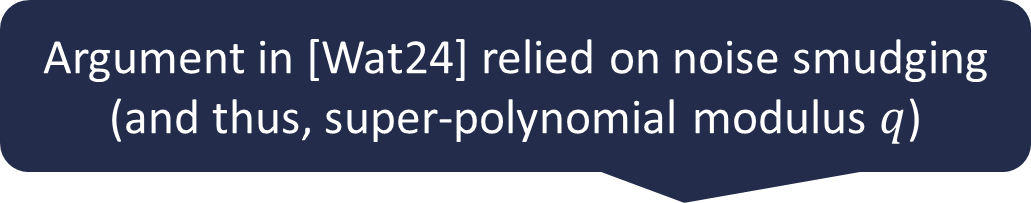 Argument in [Wat24] relied on noise smudging
(and thus, super-polynomial modulus 𝑞)